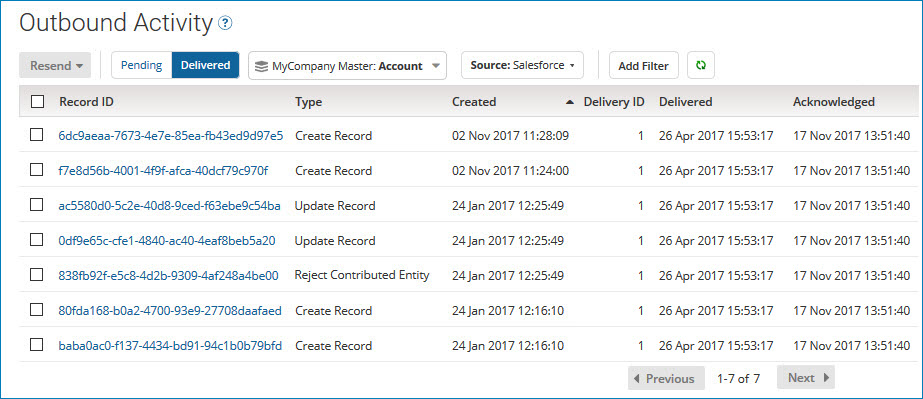 Outbound Activity ?
Resend Pending Delivered MyCompany Master: Account Source: Salesforce Add Filter
Record ID Type Created Delivery ID Delivered Acknowledged
6dc9aeaa-7673-4e7e-85ea-fb43ed9d97e5 Create Record 02 Nov 2017 11:28:09 1 26 Apr 2017 15:53:17 17 Nov 2017 13:51:40
f7e8d56b-4001-4f9f-afca-40dcf79c970f Create Record 02 Nov 2017 11:24:00 1 26 Apr 2017 15:53:17 17 Nov 2017 13:51:40
ac5580d0-5c2e-40d8-9ced-f63ebe9c54ba Update Record 24 Jan 2017 12:25:49 1 26 Apr 2017 15:53:17 17 Nov 2017 13:51:40
0df9e65c-cfe1-4840-ac40-4eaf8beb5a20 Update Record 24 Jan 2017 12:25:49 1 26 Apr 2017 15:53:17 17 Nov 2017 13:51:40
838fb92f-e5c8-4d2b-9309-4af248a4be00 Reject Contributed Entity 24 Jan 2017 12:25:49 1 26 Apr 2017 15:53:17 17 Nov 2017 13:51:40
80fda168-b0a2-4700-93e9-27708daafaed Create Record 24 Jan 2017 12:16:10 1 26 Apr 2017 15:53:17 17 Nov 2017 13:51:40
baba0ac0-f137-4434-bd91-94c1b0b79bfd Create Record 24 Jan 2017 12:16:10 1 26 Apr 2017 15:53:17 17 Nov 2017 13:51:40
Previous 1-7 of 7 Next